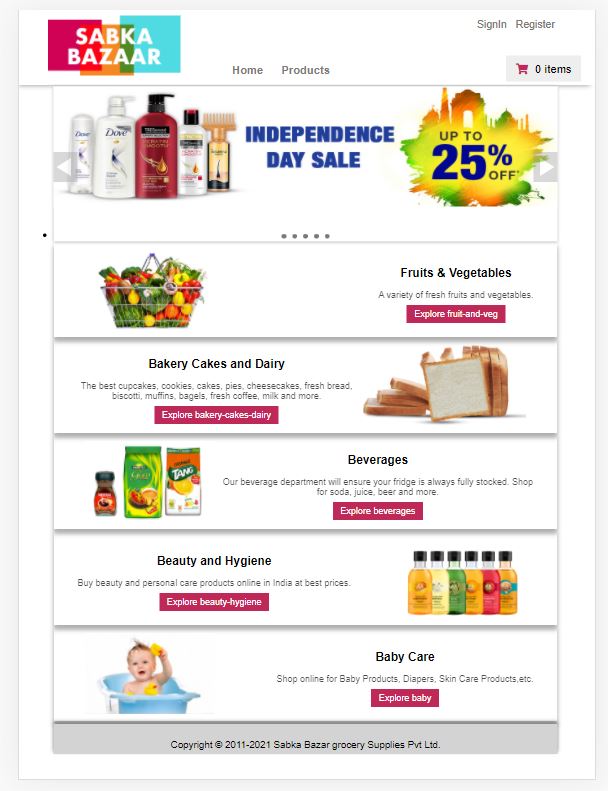 SABKA
BAZAAR
SignIn Register
Home Products
0 items
Dove
Dove
TRESemmé
KERATIN
SMOOTH
INDEPENDENCE
DAY SALE
UP TO
25%
OFF*
Fruits & Vegetables
A variety of fresh fruits and vegetables.
Explore fruit-and-veg
Bakery Cakes and Dairy
The best cupcakes, cookies, cakes, pies, cheesecakes, fresh bread,
biscotti, muffins, bagels, fresh coffee, milk and more.
Explore bakery-cakes-dairy
Beverages
Our beverage department will ensure your fridge is always fully stocked. Shop
for soda, juice, beer and more.
Explore beverages
TANG
Beauty and Hygiene
Buy beauty and personal care products online in India at best prices.
Explore beauty-hygiene
Baby Care
Shop online for Baby Products, Diapers, Skin Care Products,etc.
Explore baby
Copyright © 2011-2021 Sabka Bazar grocery Supplies Pvt Ltd.